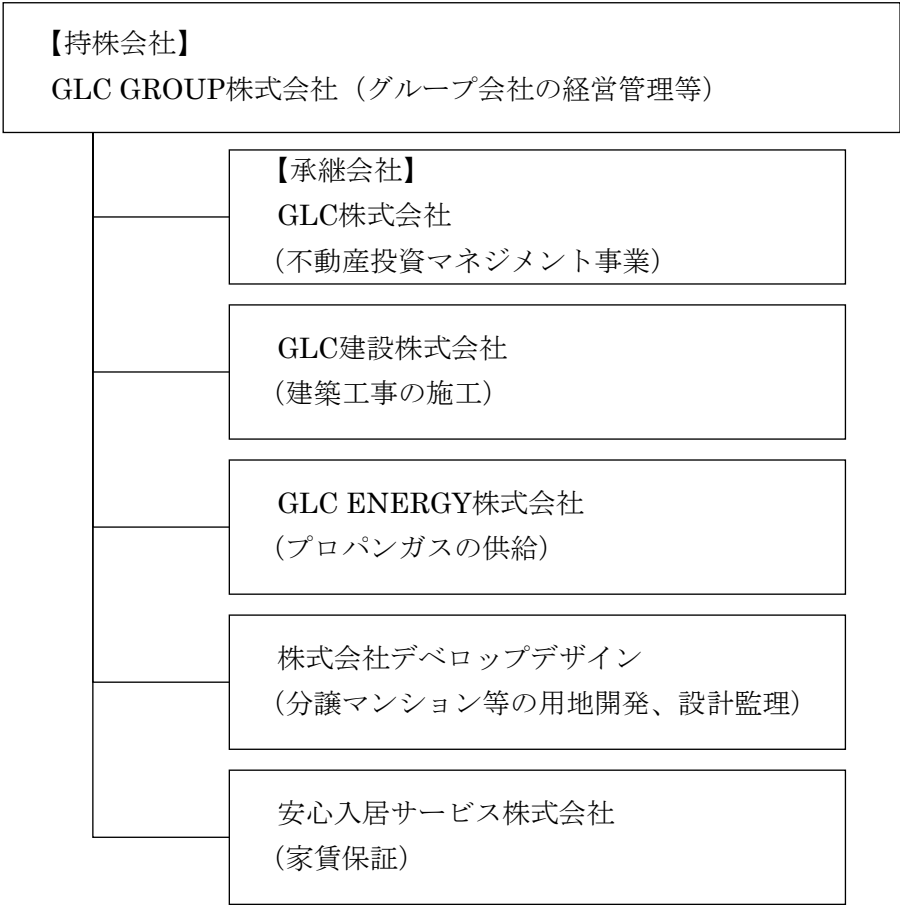 【持株会社】
GLC GROUP株式会社（グループ会社の経営管理等）
【承継会社】
GLC株式会社
（不動産投資マネジメント事業）
GLC建設株式会社
（建築工事の施工）
GLC ENERGY株式会社
（プロパンガスの供給）
株式会社デベロップデザイン
（分譲マンション等の用地開発、設計監理）
安心入居サービス株式会社
（家賃保証）